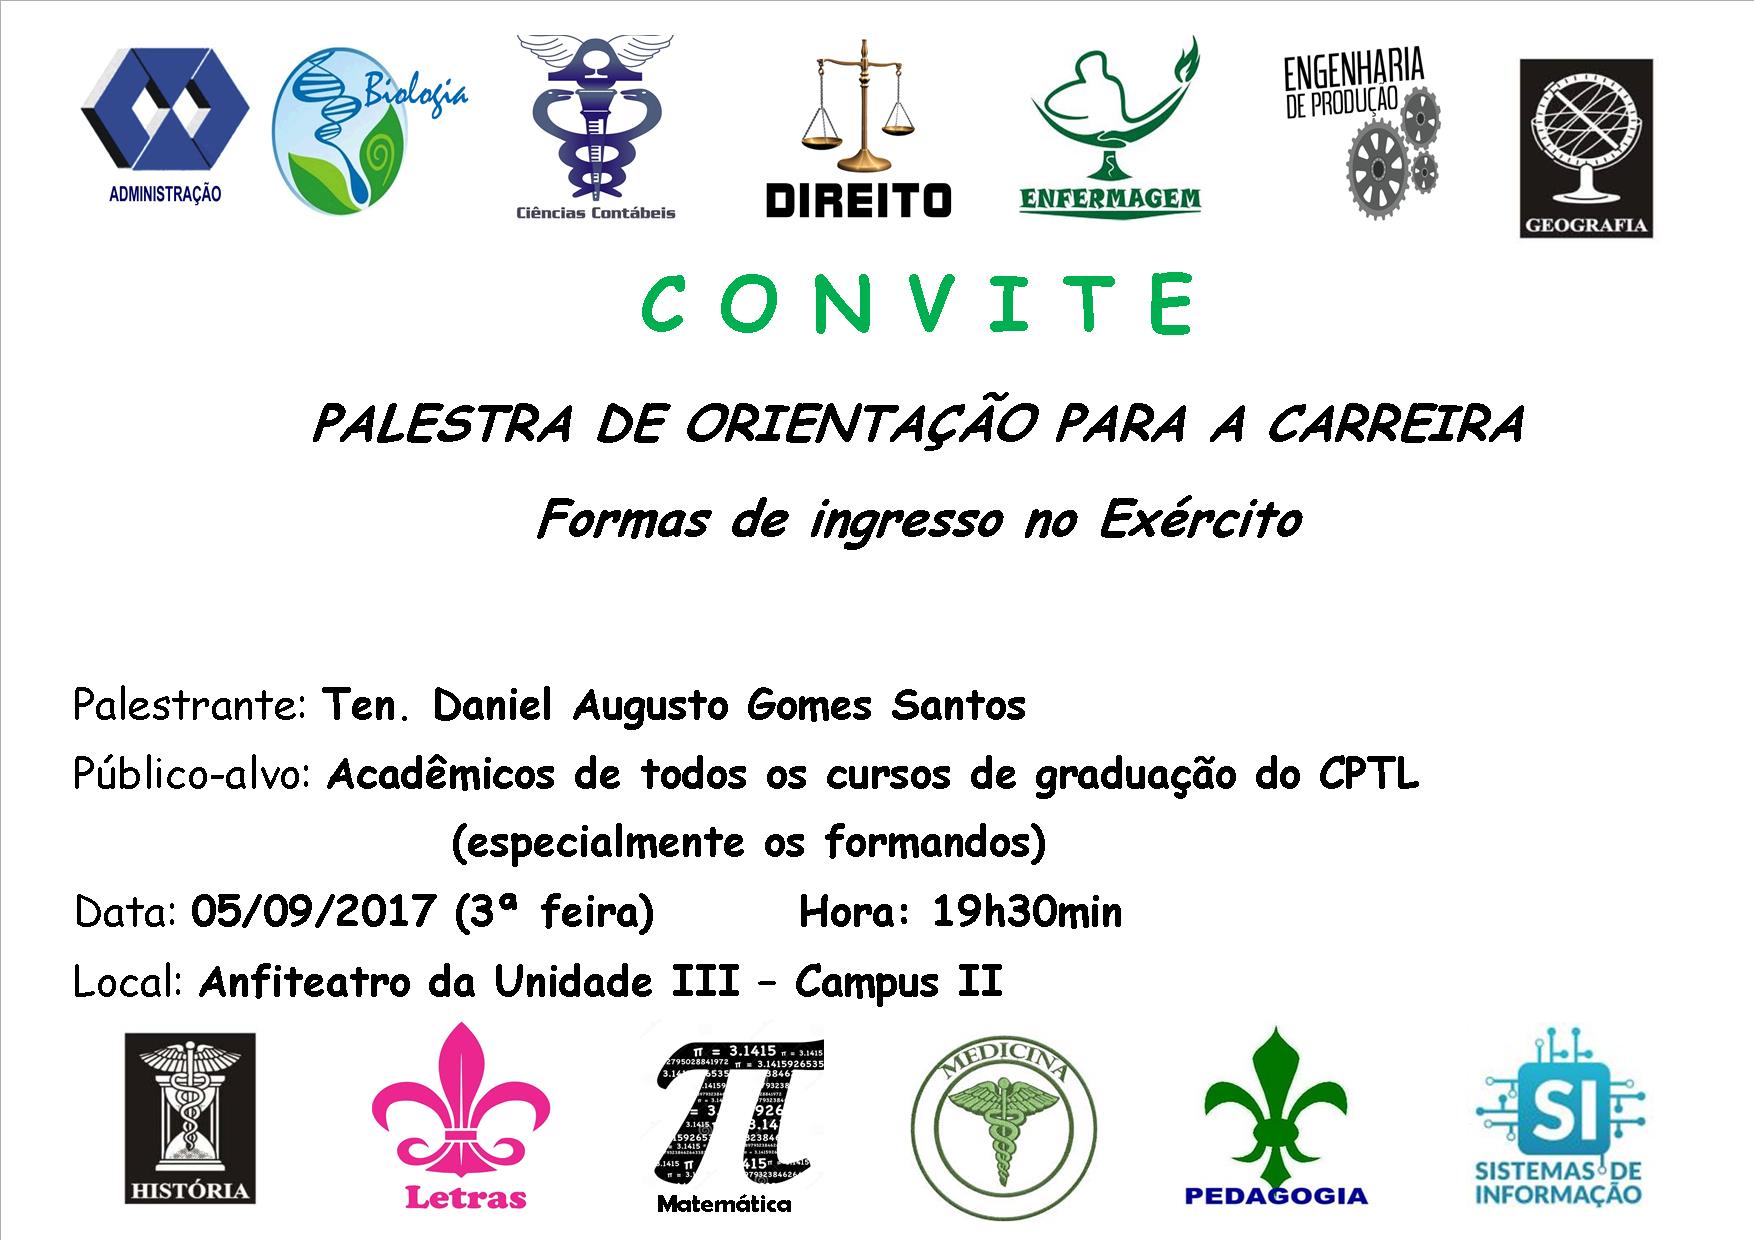 ADMINISTRAÇÃO
Biologia
Ciências Contábeis
DIREITO
ENFERMAGEM
ENGENHARIA
DE PRODUÇÃO
GEOGRAFIA
C O N V I T E
PALESTRA DE ORIENTAÇÃO PARA A CARREIRA
Formas de ingresso no Exército
Palestrante: Ten. Daniel Augusto Gomes Santos
Público-alvo: Acadêmicos de todos os cursos de graduação do CPTL
(especialmente os formandos)
Data: 05/09/2017 (3ª feira) Hora: 19h30min
Local: Anfiteatro da Unidade III – Campus II
HISTÓRIA
Letras
π = 3.1415
Matemática
MEDICINA
PEDAGOGIA
SI
SISTEMAS DE
INFORMAÇÃO